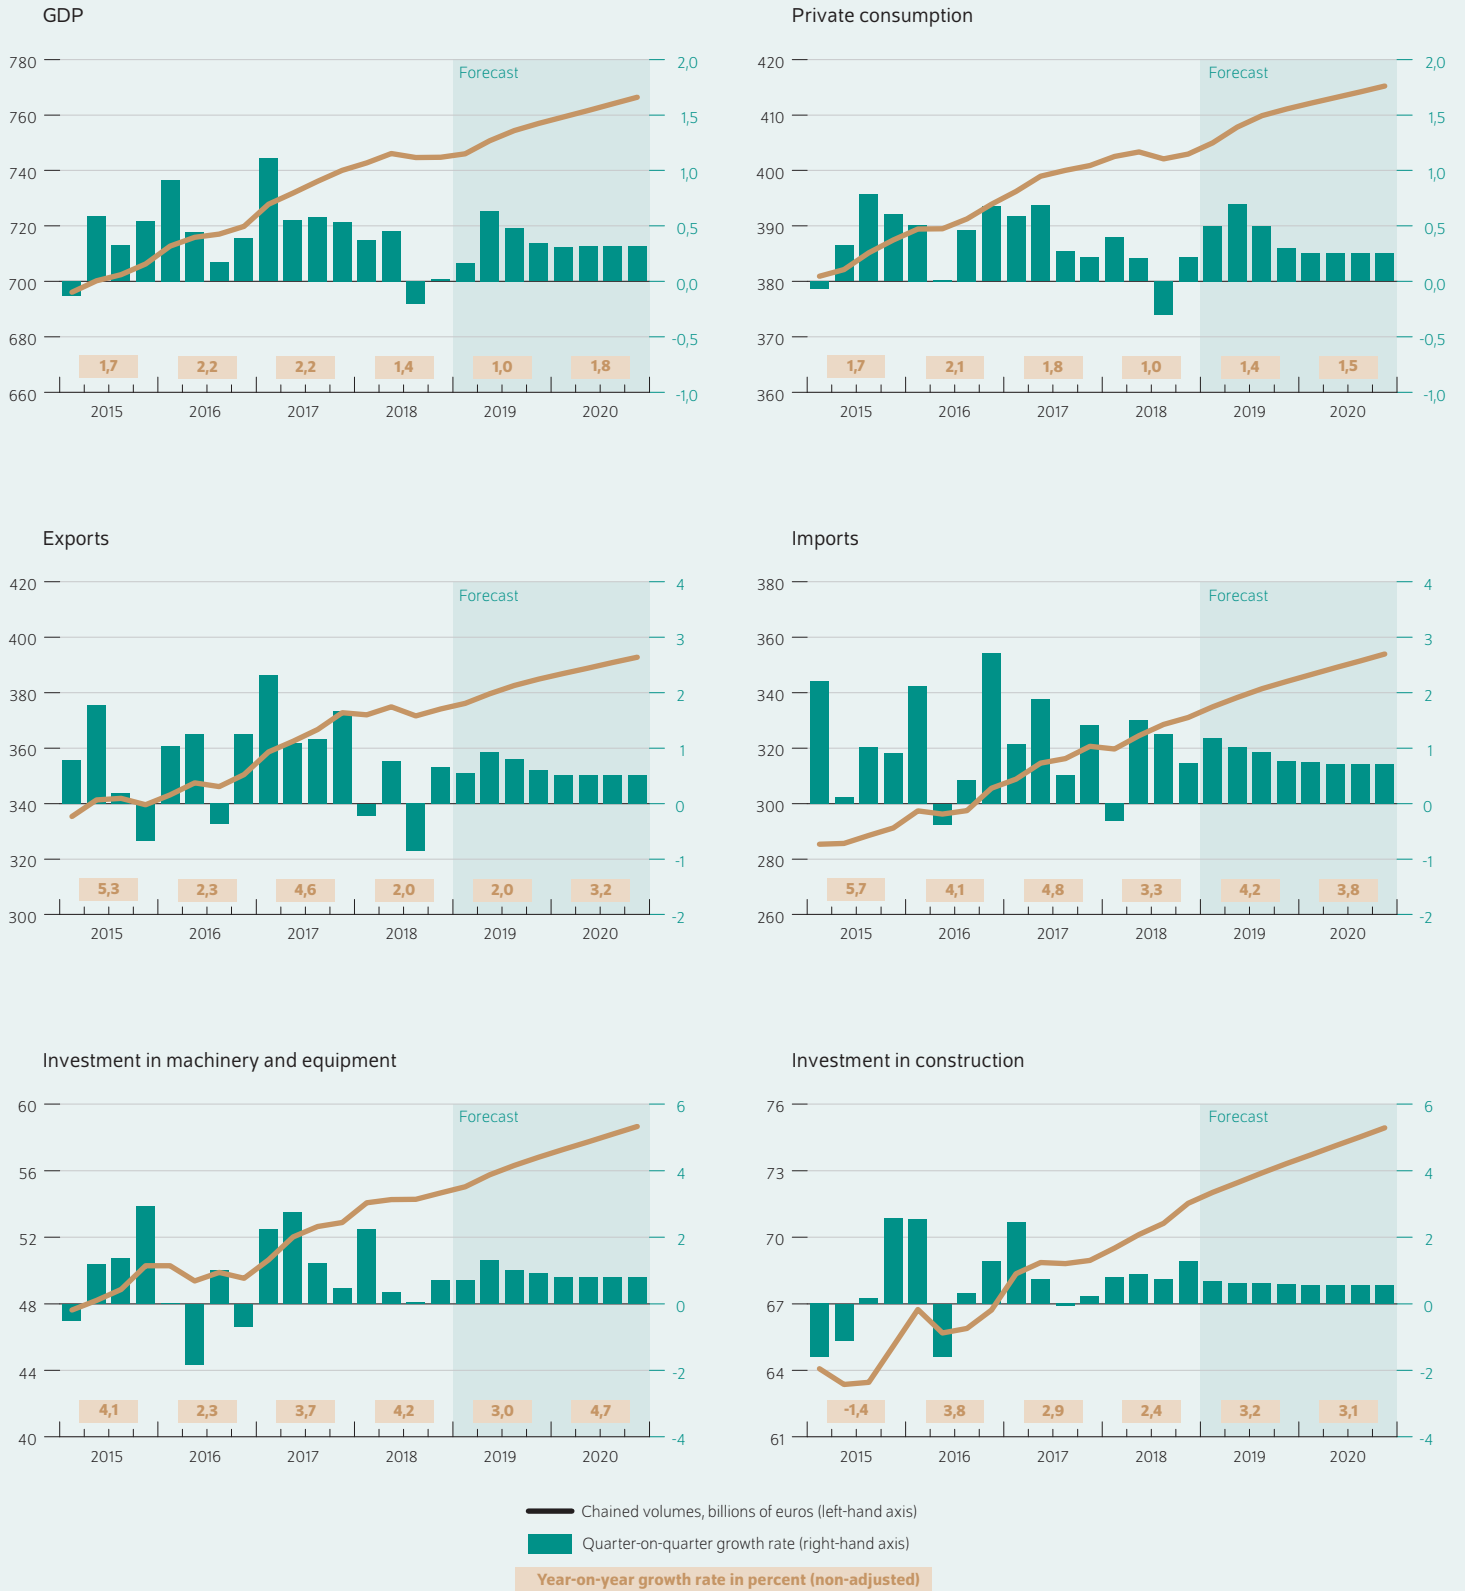 GDP
780
760
740
720
700
680
660
2,0
1,5
1,0
0,5
0,0
-0,5
-1,0
Forecast
1,7 2,2 2,2 1,4 1,0 1,8
2015 2016 2017 2018 2019 2020
Private consumption
420
410
400
390
380
370
360
2,0
1,5
1,0
0,5
0,0
-0,5
-1,0
Forecast
1,7 2,1 1,8 1,0 1,4 1,5
2015 2016 2017 2018 2019 2020
Exports
420
400
380
360
340
320
300
4
3
2
1
0
-1
-2
Forecast
5,3 2,3 4,6 2,0 2,0 3,2
2015 2016 2017 2018 2019 2020
Imports
380
360
340
320
300
280
260
4
3
2
1
0
-1
-2
Forecast
5,7 4,1 4,8 3,3 4,2 3,8
2015 2016 2017 2018 2019 2020
Investment in machinery and equipment
60
56
52
48
44
40
6
4
2
0
-2
-4
Forecast
4,1 2,3 3,7 4,2 3,0 4,7
2015 2016 2017 2018 2019 2020
Investment in construction
76
73
70
67
64
61
6
4
2
0
-2
-4
Forecast
-1,4 3,8 2,9 2,4 3,2 3,1
2015 2016 2017 2018 2019 2020
Chained volumes, billions of euros (left-hand axis)
Quarter-on-quarter growth rate (right-hand axis)
Year-on-year growth rate in percent (non-adjusted)